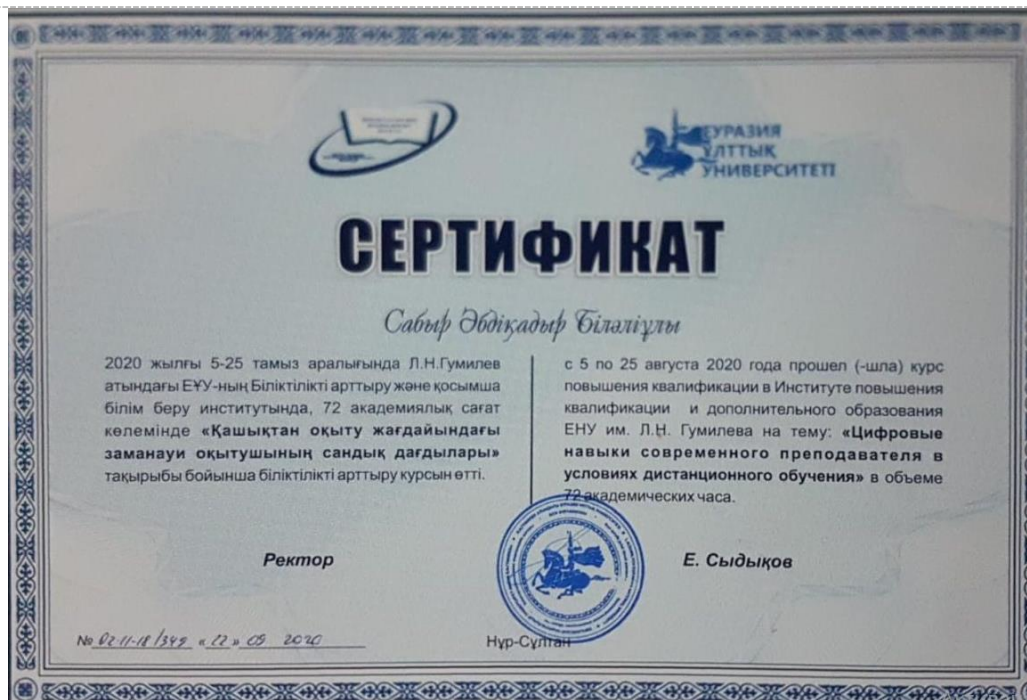 ЕУРАЗИЯ
ҰЛТТЫҚ
УНИВЕРСИТЕТІ
СЕРТИФИКАТ
Сабыр Әбдіқадыр Біләліұлы
2020 жылғы 5-25 тамыз аралығында Л.Н.Гумилев
атындағы ЕҰУ-ның Біліктілікті арттыру және қосымша
білім беру институтында, 72 академиялық сағат
көлемінде «Қашықтан оқыту жағдайындағы
заманауи оқытушының сандық дағдылары»
тақырыбы бойынша біліктілікті арттыру курсын өтті.
с 5 по 25 августа 2020 года прошел (-шла) курс
повышения квалификации в Институте повышения
квалификации и дополнительного образования
ЕНУ им. Л.Н. Гумилева на тему: «Цифровые
навыки современного преподавателя в
условиях дистанционного обучения» в объеме
72 академических часа.
Ректор
Е. Сыдықов
№ 02-11-18/349 «22» 09 2020
Нұр-Сұлтан